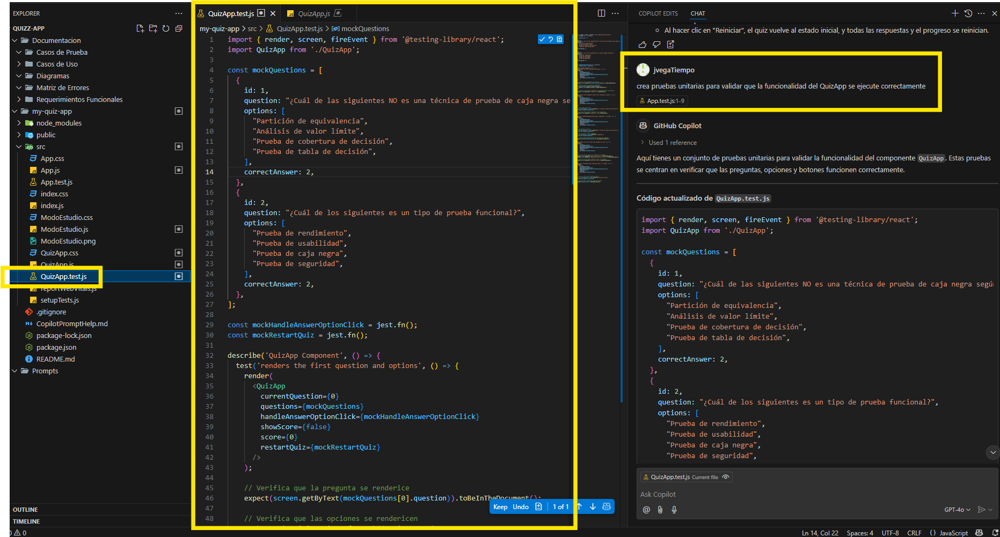 EXPLORER
QUIZZ-APP
Documentacion
Casos de Prueba
Casos de Uso
Diagramas
Matriz de Errores
Requerimientos Funcionales
my-quiz-app
node_modules
public
src
App.css
App.js
App.test.js
index.css
index.js
ModoEstudio.css
ModoEstudio.js
ModoEstudio.png
QuizApp.css
QuizApp.js
QuizApp.test.js
reportWebVitals.js
setupTests.js
.gitignore
CopilotPromptHelp.md
package-lock.json
package.json
README.md
Prompts
OUTLINE
TIMELINE
0
QuizApp.test.js
QuizApp.js
my-quiz-app > src > QuizApp.test.js > mockQuestions
1 import { render, screen, fireEvent } from '@testing-library/react';
2 import QuizApp from './QuizApp';
3
4 const mockQuestions = [
5 {
6 id: 1,
7 question: "¿Cuál de las siguientes NO es una técnica de prueba de caja negra se
8 options: [
9 "Partición de equivalencia",
10 "Análisis de valor límite",
11 "Prueba de cobertura de decisión",
12 "Prueba de tabla de decisión",
13 ],
14 correctAnswer: 2,
15 },
16 {
17 id: 2,
18 question: "¿Cuál de los siguientes es un tipo de prueba funcional?",
19 options: [
20 "Prueba de rendimiento",
21 "Prueba de usabilidad",
22 "Prueba de caja negra",
23 "Prueba de seguridad",
24 ],
25 correctAnswer: 2,
26 },
27 ];
28
29 const mockHandleAnswerOptionClick = jest.fn();
30 const mockRestartQuiz = jest.fn();
31
32 describe('QuizApp Component', () => {
33 test('renders the first question and options', () => {
34 render(
35 <QuizApp
36 currentQuestion={0}
37 questions={mockQuestions}
38 handleAnswerOptionClick={mockHandleAnswerOptionClick}
39 showScore={false}
40 score={0}
41 restartQuiz={mockRestartQuiz}
42 />
43 );
44
45 // Verifica que la pregunta se renderice
46 expect(screen.getByText(mockQuestions[0].question)).toBeInTheDocument();
47
48 // Verifica que las opciones se rendericen
Keep Undo 1 of 1
COPILOT EDITS CHAT
Al hacer clic en "Reiniciar", el quiz vuelve al estado inicial, y todas las respuestas y el progreso se reinician.
jvegaTiempo
crea pruebas unitarias para validar que la funcionalidad del QuizApp se ejecute correctamente
App.test.js:1-9
GitHub Copilot
Used 1 reference
Aquí tienes un conjunto de pruebas unitarias para validar la funcionalidad del componente QuizApp. Estas pruebas
se centran en verificar que las preguntas, opciones y botones funcionen correctamente.
Código actualizado de QuizApp.test.js
import { render, screen, fireEvent } from '@testing-library/react';
import QuizApp from './QuizApp';
const mockQuestions = [
{
id: 1,
question: "¿Cuál de las siguientes NO es una técnica de prueba de caja negra segú
options: [
"Partición de equivalencia",
"Análisis de valor límite",
"Prueba de cobertura de decisión",
"Prueba de tabla de decisión",
],
correctAnswer: 2,
},
{
id: 2,
question: "¿Cuál de los siguientes es un tipo de prueba funcional?",
options: [
"Prueba de rendimiento",
"Prueba de usabilidad",
"Prueba de caja negra",
"Prueba de seguridad",
QuizApp.test.js Current file
Ask Copilot
GPT-4o
Ln 14, Col 22 Spaces: 4 UTF-8 CRLF {} JavaScript